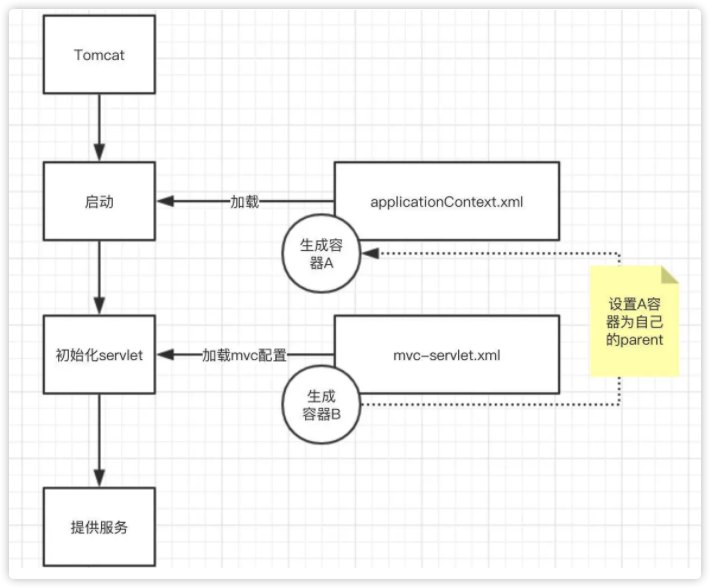 Tomcat
启动
加载
applicationContext.xml
生成容
器A
设置A容
器为自己
的parent
初始化servlet
加载mvc配置
mvc-servlet.xml
生成
容器B
提供服务